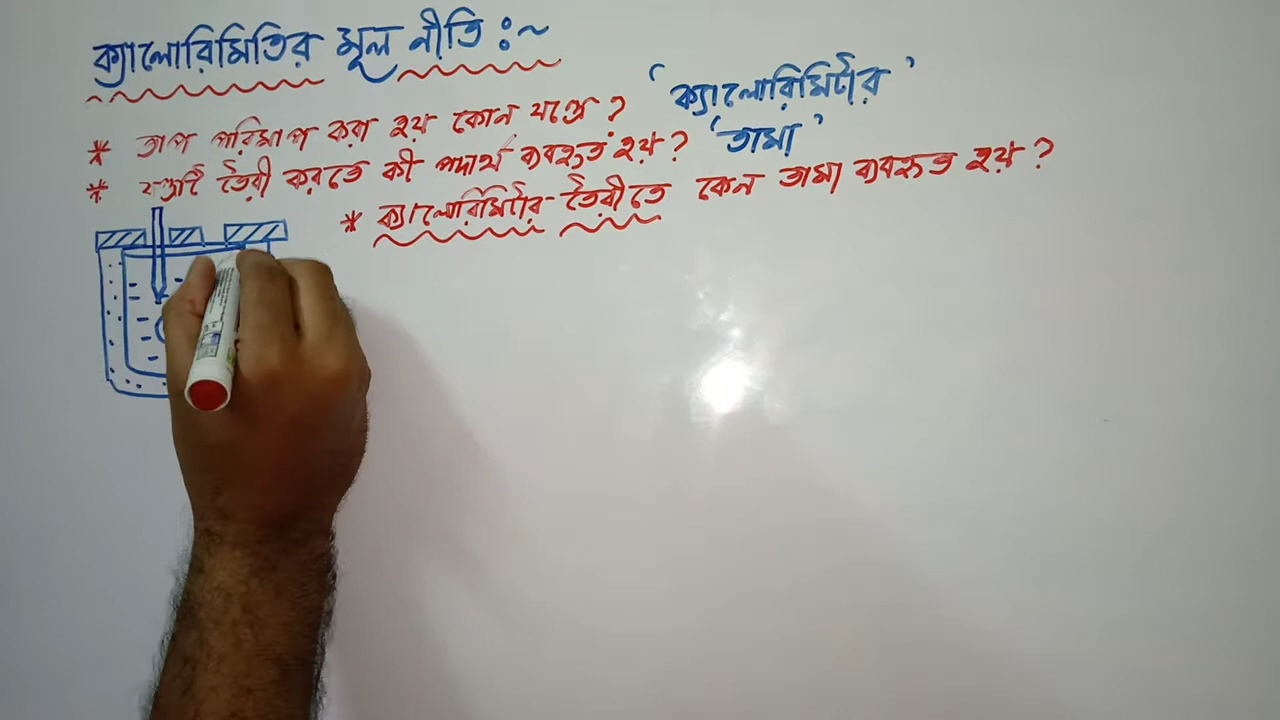 ক্যালোরিমিতির মূল নীতি :~
* তাপ পরিমাপ করা হয় কোন যন্ত্রে ? 'ক্যালোরিমিটার'
* যন্ত্রটি তৈরী করতে কী পদার্থ ব্যবহৃত হয় ? 'তামা'
* ক্যালোরিমিটার তৈরীতে কেন তামা ব্যবহৃত হয় ?